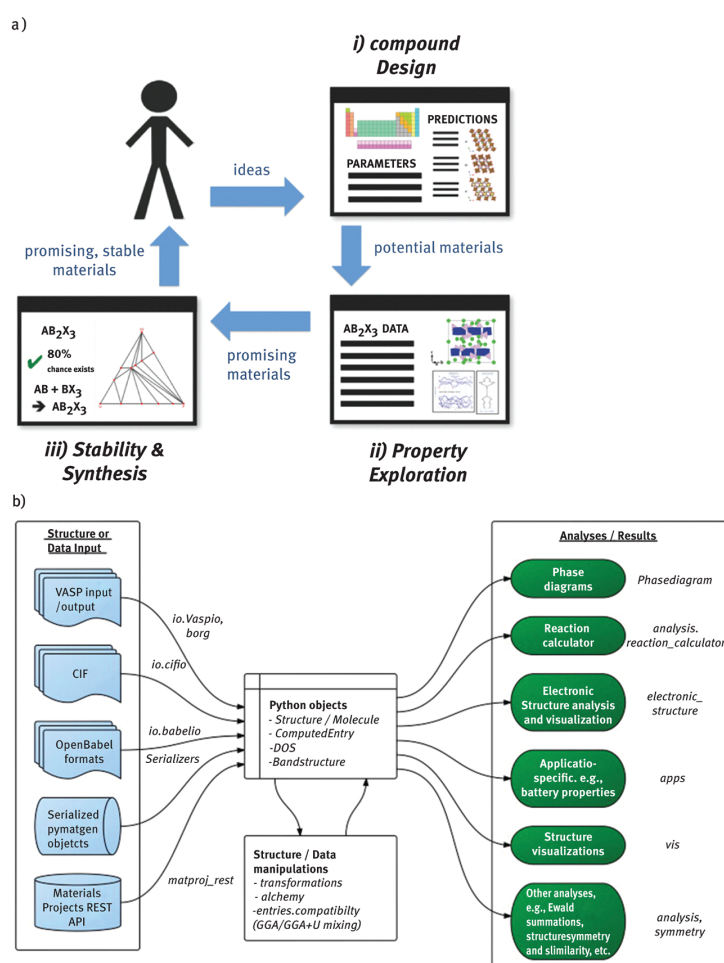 a)
i) compound
Design
PREDICTIONS
PARAMETERS
ideas
potential materials
promising, stable
materials
AB2X3
80%
chance exists
AB + BX3
➔ AB2X3
promising
materials
AB2X3 DATA
iii) Stability &
Synthesis
ii) Property
Exploration
b)
Structure or
Data Input
VASP input
/output
CIF
OpenBabel
formats
Serialized
pymatgen
objetcts
Materials
Projects REST
API
io.Vaspio,
borg
io.cifio
io.babelio
Serializers
matproj_rest
Python objects
- Structure / Molecule
- ComputedEntry
-DOS
-Bandstructure
Structure / Data
manipulations
- transformations
- alchemy
-entries.compatibilty
(GGA/GGA+U mixing)
Analyses / Results
Phase
diagrams
Phasediagram
Reaction
calculator
analysis.
reaction_calculator
Electronic
Structure analysis
and visualization
electronic_
structure
Applicatio-
specific. e.g.,
battery properties
apps
Structure
visualizations
vis
Other analyses,
e.g., Ewald
summations,
structuresymmetry
and slimilarity, etc.
analysis,
symmetry